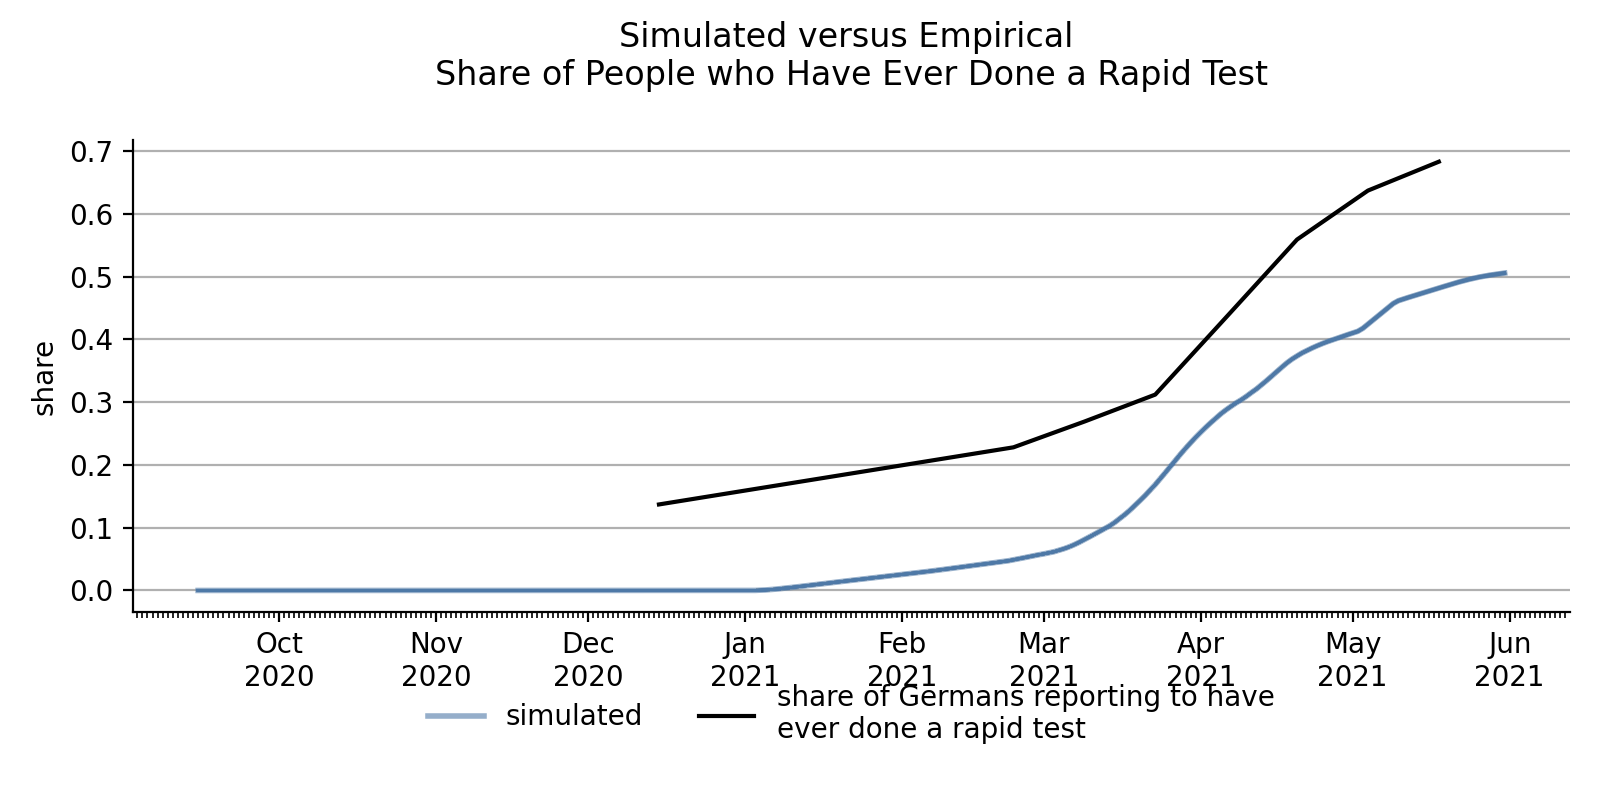 Simulated versus Empirical
Share of People who Have Ever Done a Rapid Test
0.7
0.6
0.5
0.4
0.3
0.2
0.1
0.0
share
Oct Nov Dec Jan Feb Mar Apr May Jun
2020 2020 2020 2021 2021 2021 2021 2021 2021
simulated
share of Germans reporting to have
ever done a rapid test